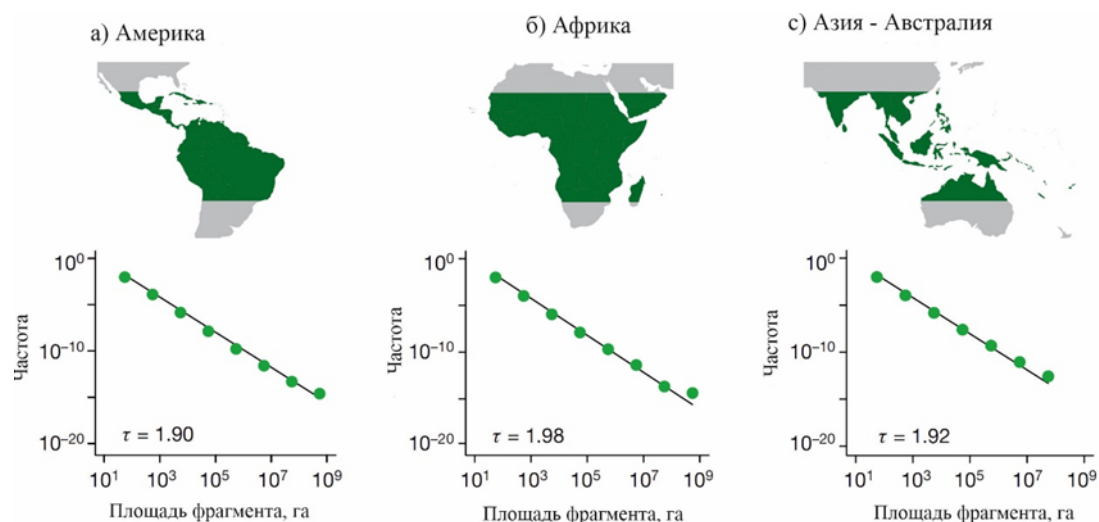 а) Америка
б) Африка
с) Азия - Австралия
Частота
10⁰
10⁻¹⁰
10⁻²⁰
τ = 1.90
10¹ 10³ 10⁵ 10⁷ 10⁹
Площадь фрагмента, га
Частота
10⁰
10⁻¹⁰
10⁻²⁰
τ = 1.98
10¹ 10³ 10⁵ 10⁷ 10⁹
Площадь фрагмента, га
Частота
10⁰
10⁻¹⁰
10⁻²⁰
τ = 1.92
10¹ 10³ 10⁵ 10⁷ 10⁹
Площадь фрагмента, га